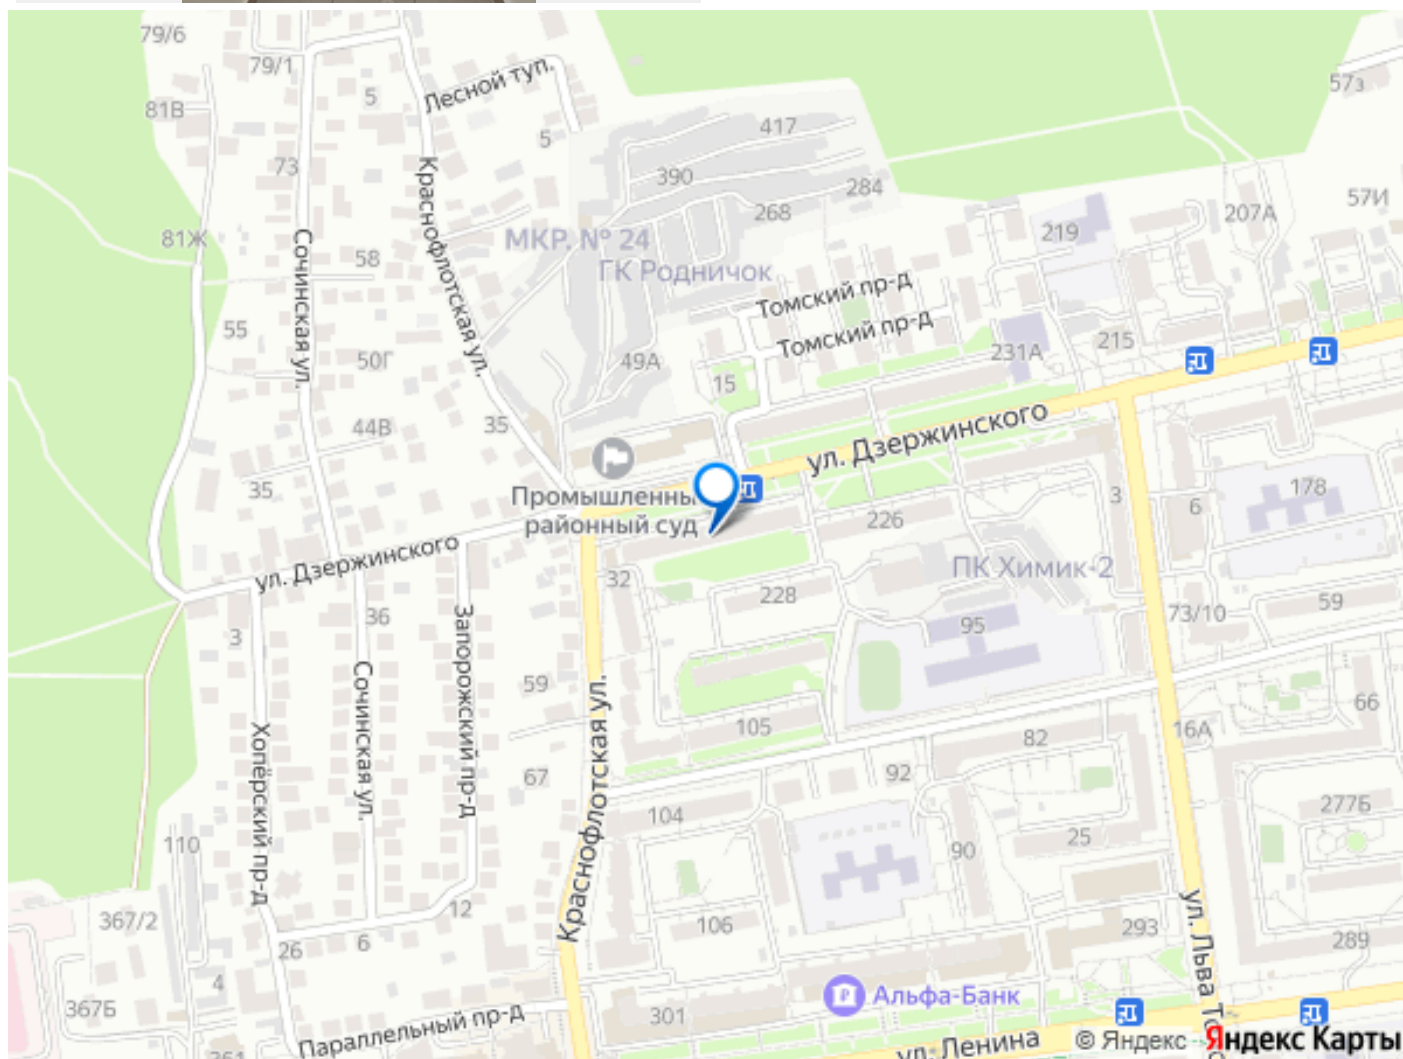 79/6
79/1
57з
81В
5
Лесной туп.
5
417
73
390
284
268
57И
207А
219
Краснофлотская ул.
81Ж
Сочинская ул.
58
МКР. № 24
ГК Родничок
Томский пр-д
Томский пр-д
55
50Г
49А
15
231А
215
44В
35
ул. Дзержинского
35
Промышленны
районный суд
178
3
6
226
ул. Дзержинского
32
ПК Химик-2
228
36
3
95
73/10
59
Запорожский пр-д
Сочинская ул.
59
66
Хопёрский пр-д
Краснофлотская ул.
105
82
16А
67
92
104
277Б
110
90
25
12
367/2
26
6
106
293
289
ул. Льва То
4
367Б
Альфа-Банк
301
Параллельный пр-д
ул. Ленина
© Яндекс Яндекс Карты